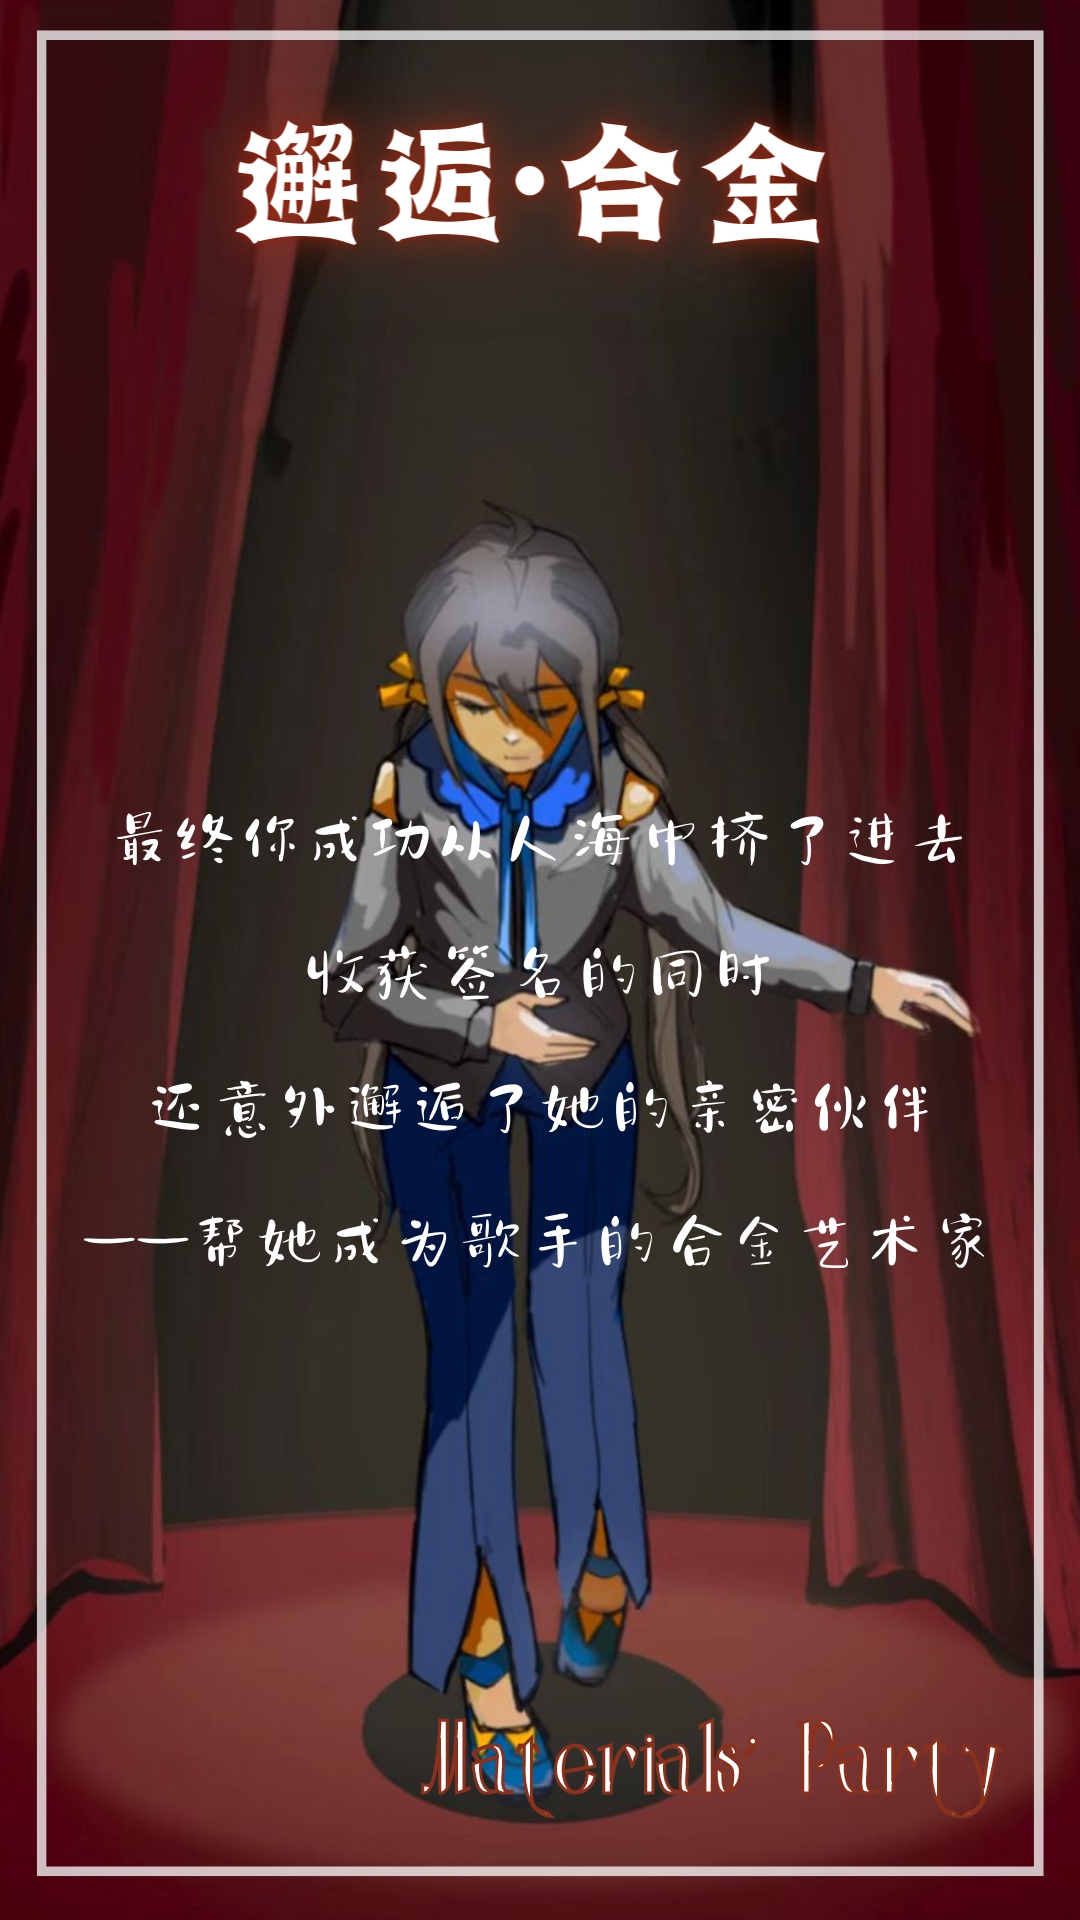 邂逅·合金
最终你成功从人海中挤了进去
收获签名的同时
还意外邂逅了她的亲密伙伴
——帮她成为歌手的合金艺术家
Materials' Party